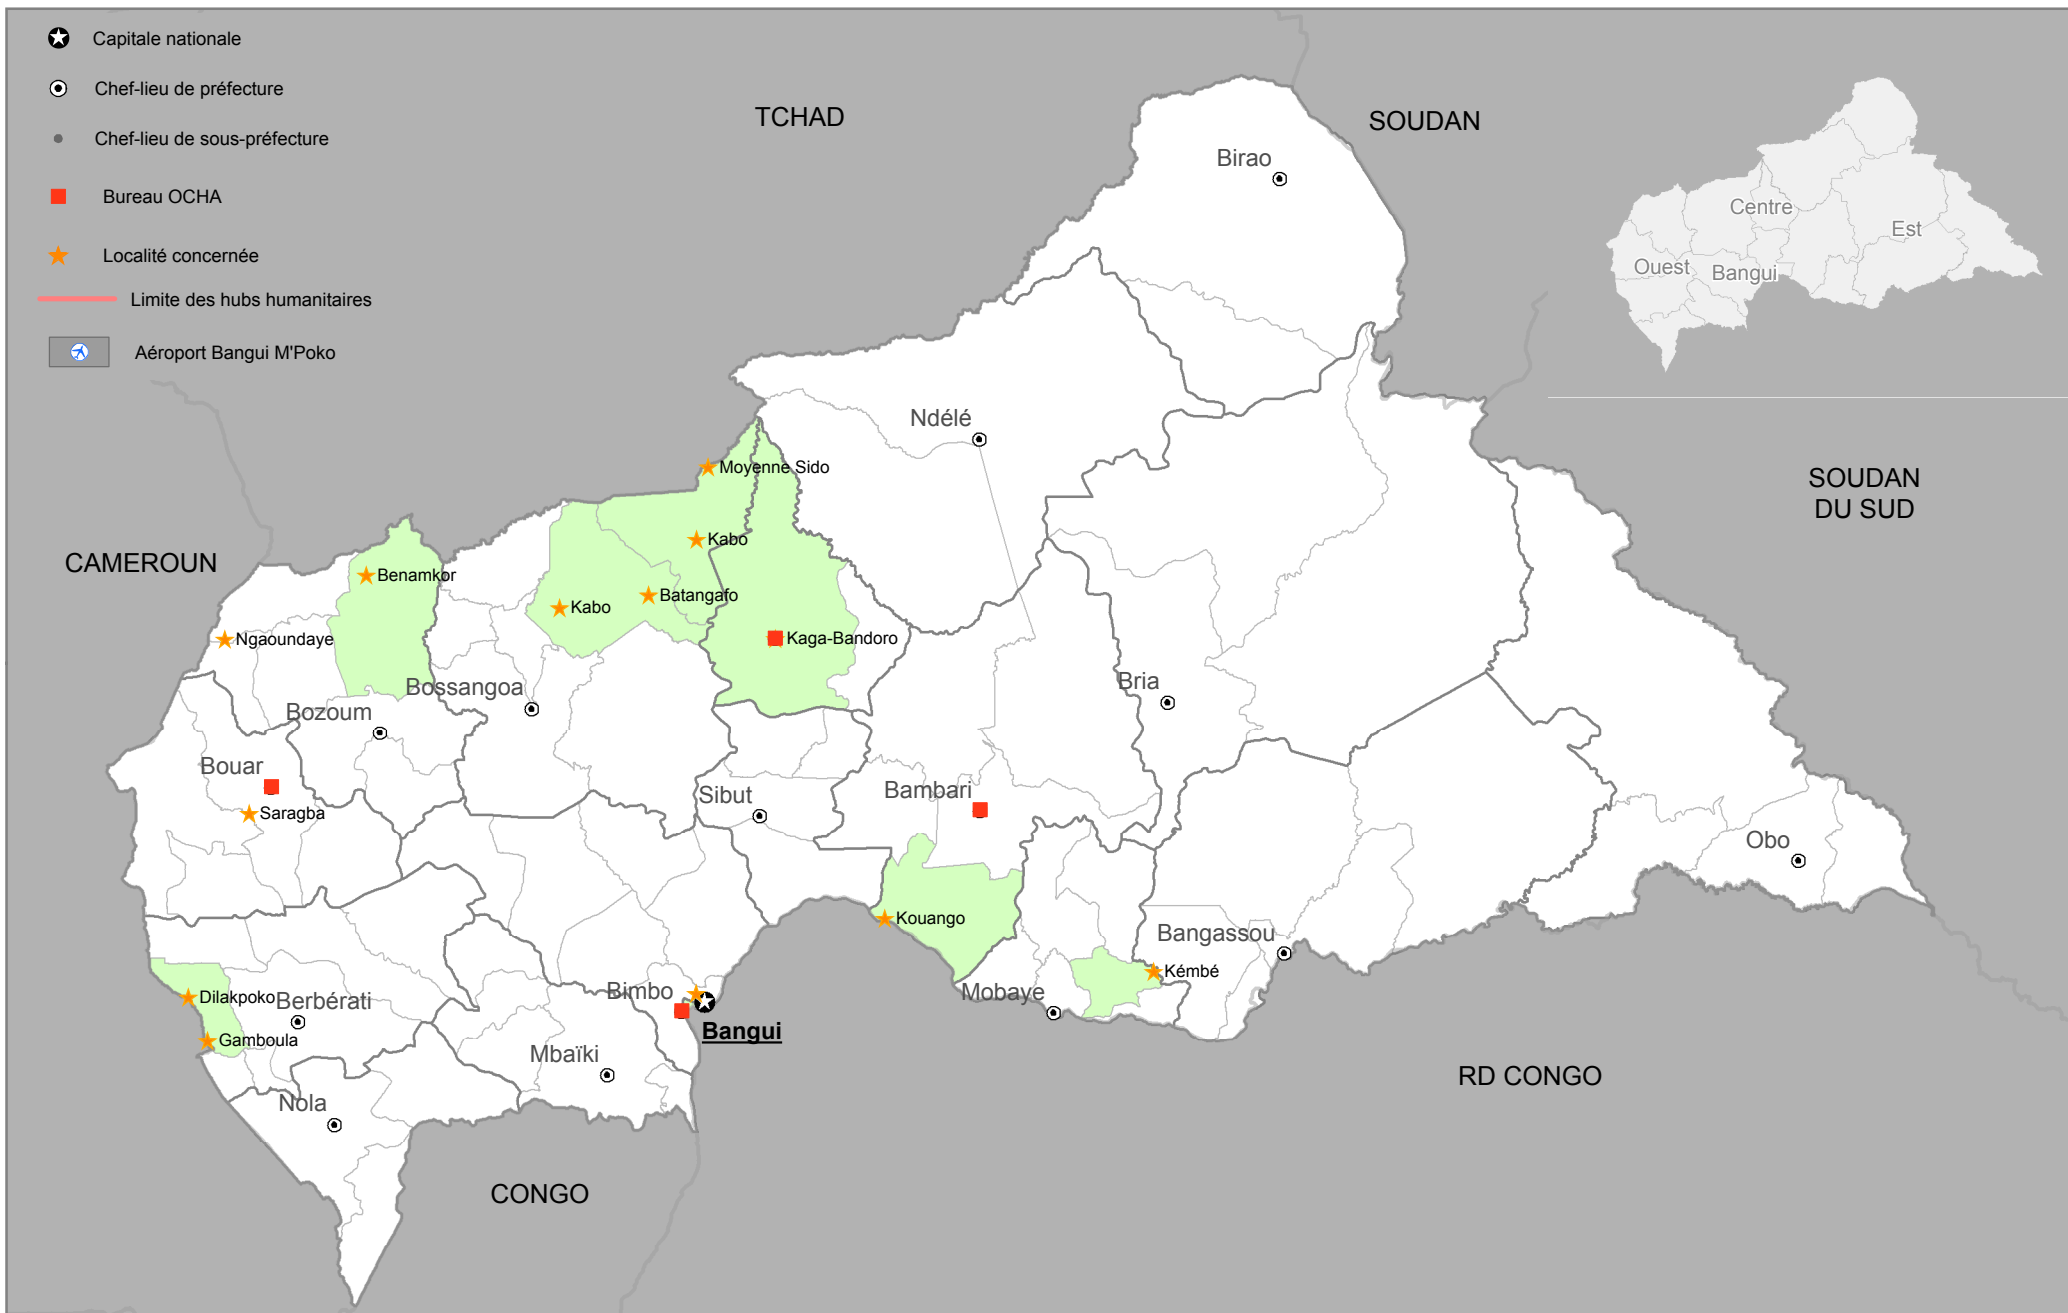 Capitale nationale
Chef-lieu de préfecture
Chef-lieu de sous-préfecture
Bureau OCHA
Localité concernée
Limite des hubs humanitaires
Aéroport Bangui M'Poko
TCHAD
SOUDAN
Birao
Centre
Est
Ouest
Bangui
Ndélé
Moyenne Sido
SOUDAN
DU SUD
Kabo
CAMEROUN
Benamkor
Batangafo
Kabo
Ngaoundaye
Kaga-Bandoro
Bossangoa
Bria
Bozoum
Bouar
Sibut
Bambari
Saragba
Obo
Kouango
Bangassou
Kémbé
Dilakpoko
Berbérati
Bimbo
Mobaye
Bangui
Gamboula
Mbaïki
RD CONGO
Nola
CONGO